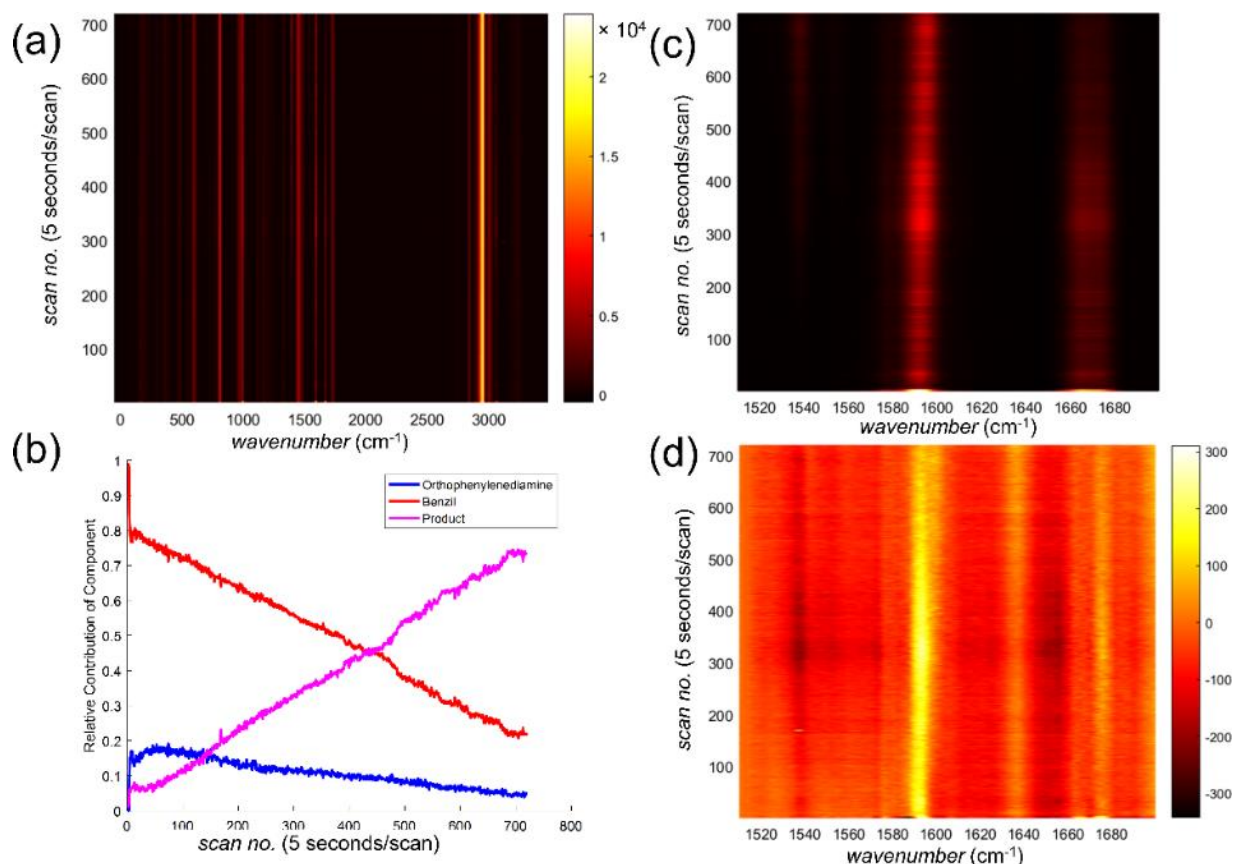 (a)
× 10⁴
700
600
500
400
300
200
100
scan no. (5 seconds/scan)
0 500 1000 1500 2000 2500 3000
wavenumber (cm⁻¹)
2
1.5
1
0.5
0
(c)
700
600
500
400
300
200
100
scan no. (5 seconds/scan)
1520 1540 1560 1580 1600 1620 1640 1660 1680
wavenumber (cm⁻¹)
(b)
1
0.9
0.8
0.7
0.6
0.5
0.4
0.3
0.2
0.1
0
Relative Contribution of Component
Orthophenylenediamine
Benzil
Product
0 100 200 300 400 500 600 700 800
scan no. (5 seconds/scan)
(d)
700
600
500
400
300
200
100
scan no. (5 seconds/scan)
1520 1540 1560 1580 1600 1620 1640 1660 1680
wavenumber (cm⁻¹)
300
200
100
0
-100
-200
-300